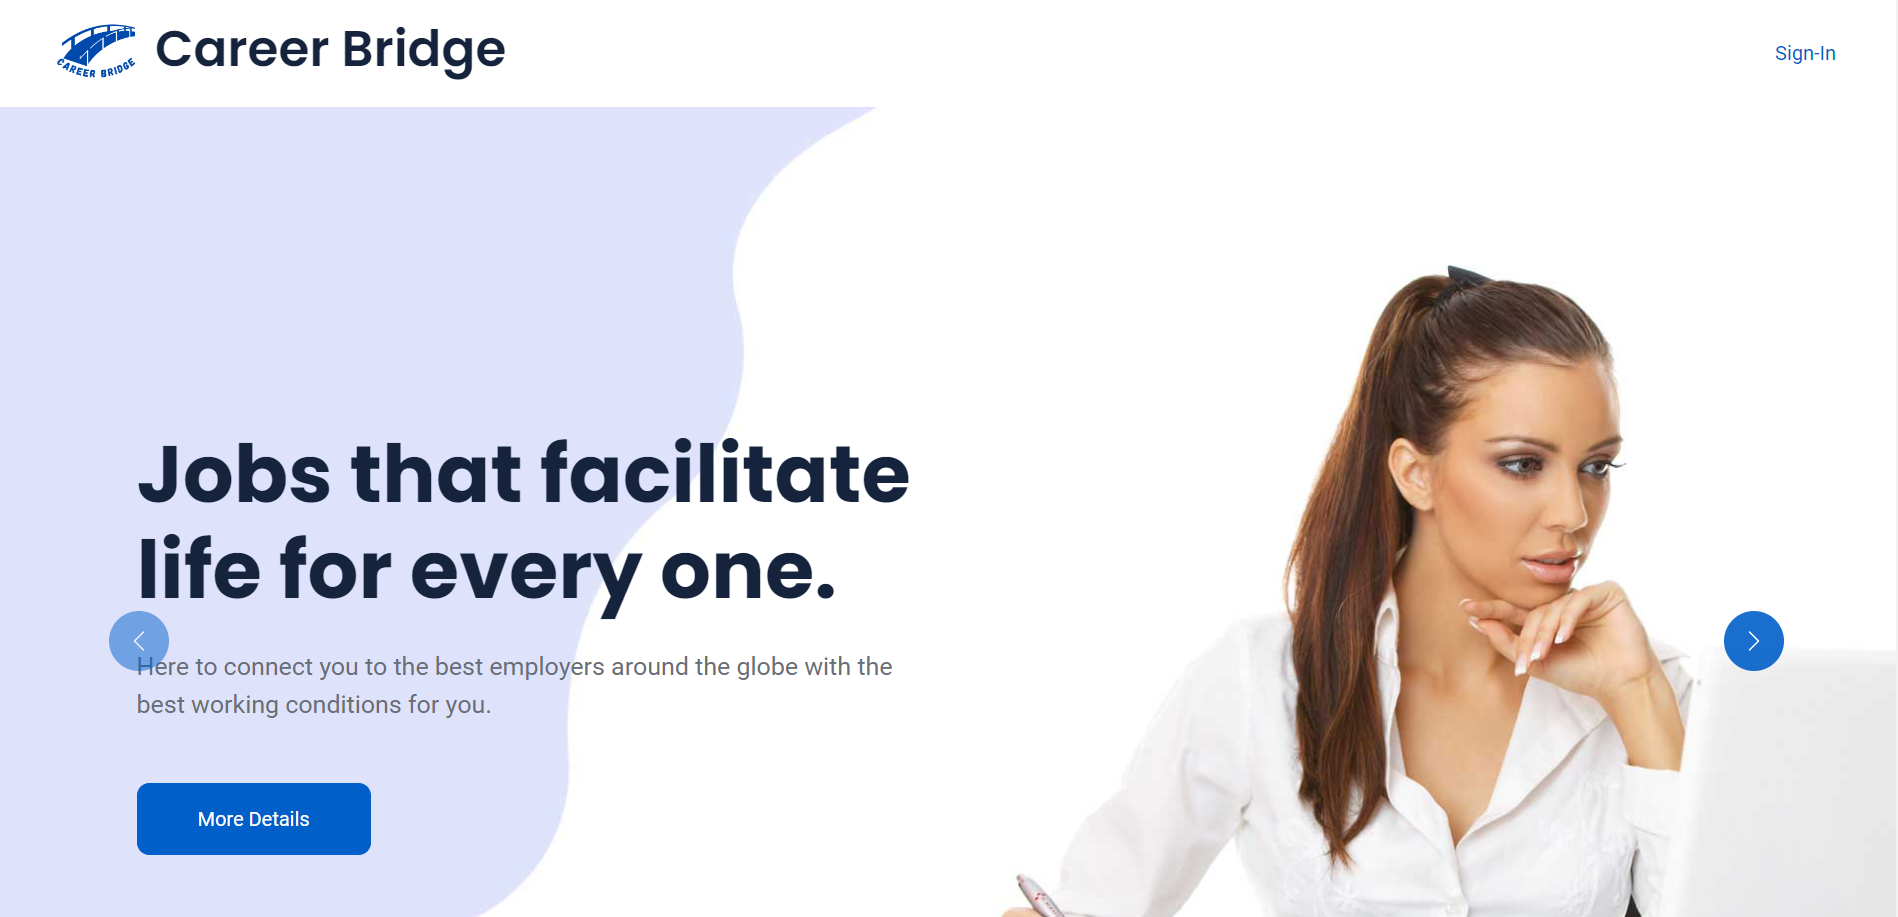 CAREER BRIDGE
Career Bridge
Sign-In
Jobs that facilitate
life for every one.
Here to connect you to the best employers around the globe with the
best working conditions for you.
More Details